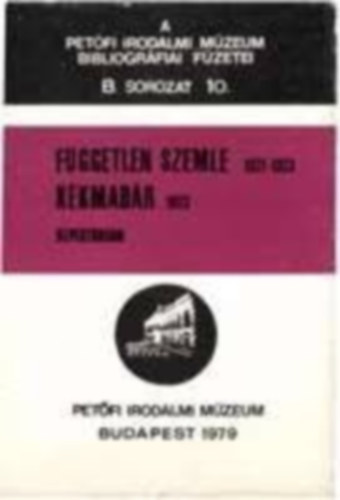 A
PETŐFI IRODALMI MÚZEUM
BIBLIOGRÁFIAI FÜZETEI
B. SOROZAT 10.
FÜGGETLEN SZEMLE 1921-1923
KÉKMADÁR 1923
REPERTÓRIUM
PETŐFI IRODALMI MÚZEUM
BUDAPEST 1979